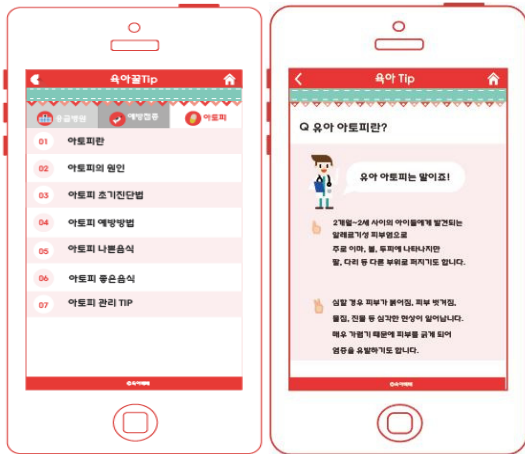 육아꿀Tip
응급병원 예방접종 아토피
01 아토피란
02 아토피의 원인
03 아토피 초기진단법
04 아토피 예방방법
05 아토피 나쁜음식
06 아토피 좋은음식
07 아토피 관리 TIP
육아 Tip
Q 유아 아토피란?
유아 아토피는 말이죠!
2개월~2세 사이의 아이들에게 발견되는
알레르기성 피부염으로
주로 이마, 볼, 두피에 나타나지만
팔, 다리 등 다른 부위로 퍼지기도 합니다.
심할 경우 피부가 붉어짐, 피부 벗겨짐,
물집, 진물 등 심각한 현상이 일어납니다.
매우 가렵기 때문에 피부를 긁게 되어
염증을 유발하기도 합니다.